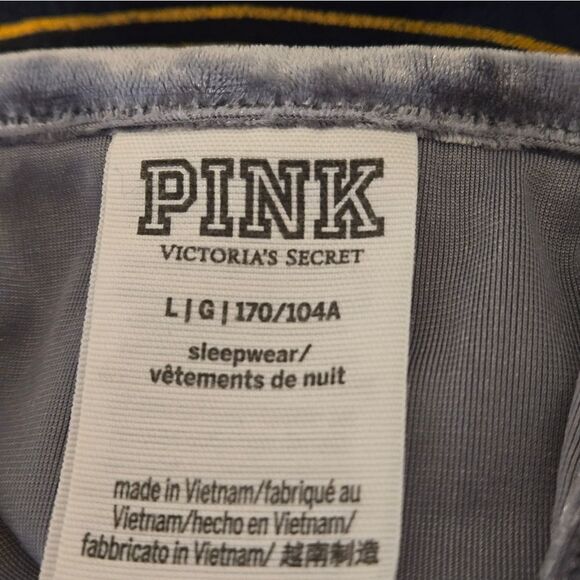 PINK
VICTORIA'S SECRET
L | G | 170/104A
sleepwear/
vêtements de nuit
made in Vietnam/fabriqué au
Vietnam/hecho en Vietnam/
fabbricato in Vietnam/ 越南制造